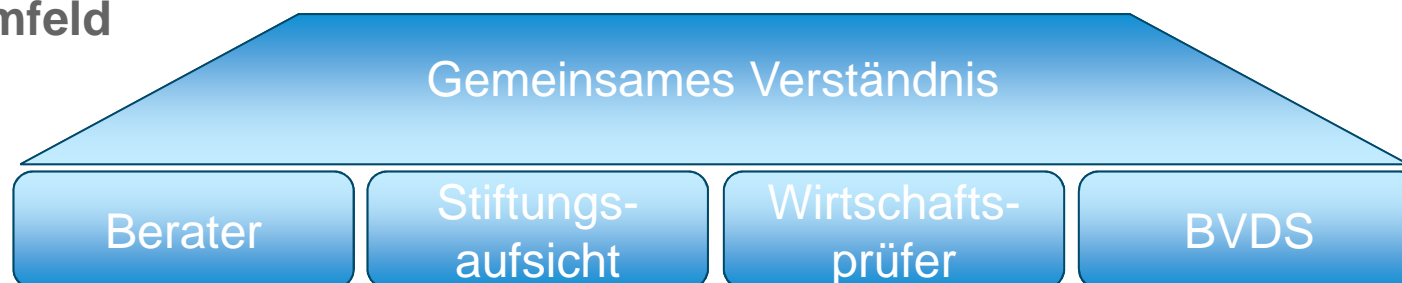 mfeld
Gemeinsames Verständnis
Berater
Stiftungs-
aufsicht
Wirtschafts-
prüfer
BVDS